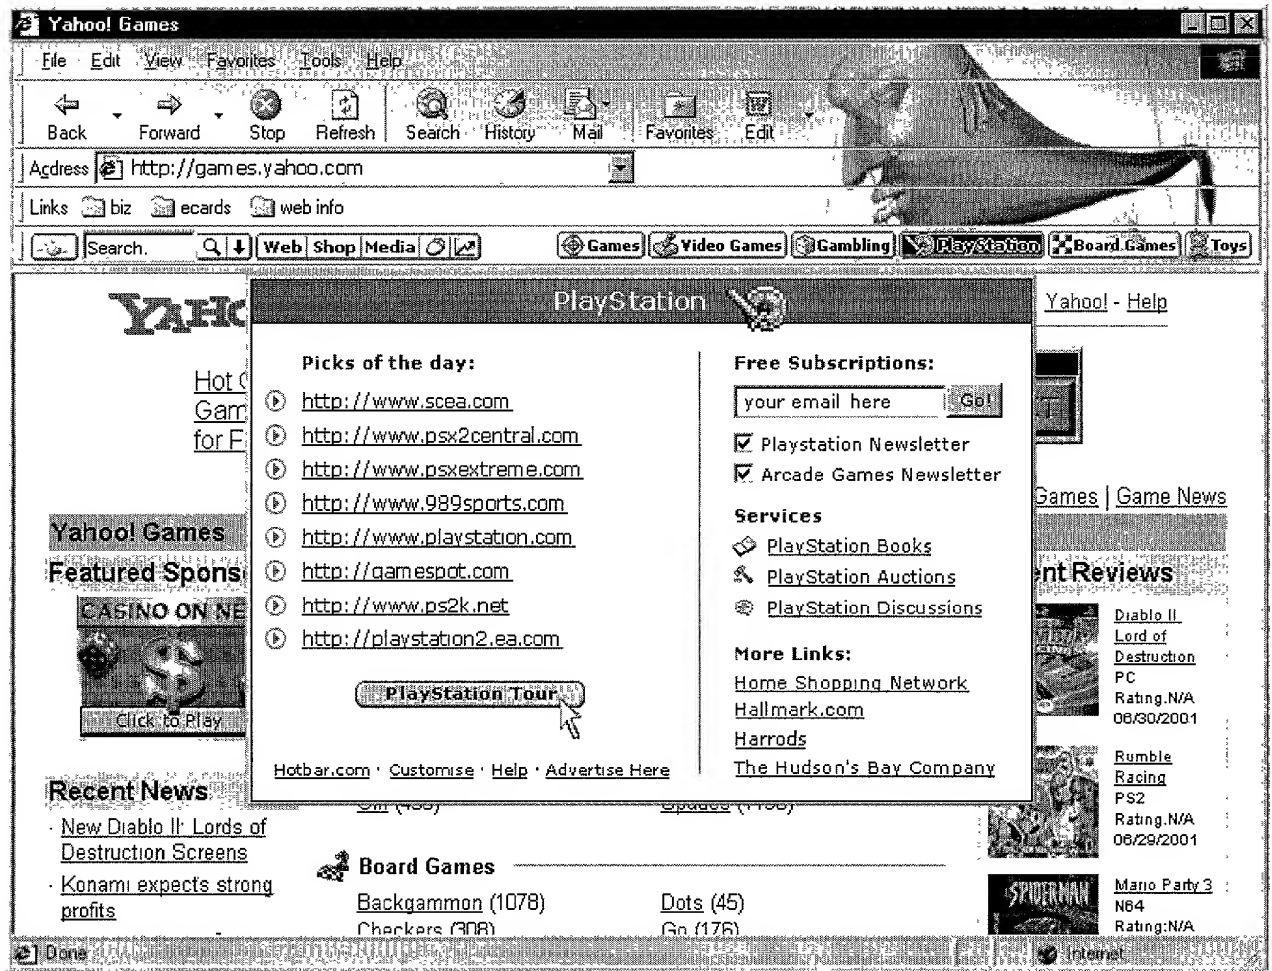 Yahoo! Games
File Edit View Favorites Tools Help
Back Forward Stop Refresh Search History Mail Favorites Edit
Address http://games.yahoo.com
Links biz ecards web info
Search. Web Shop Media Games Video Games Gambling PlayStation Board Games Toys
YAHO
PlayStation
Yahoo! - Help
Hot
Gam
for F
Picks of the day:
http://www.scea.com
http://www.psx2central.com
http://www.psxextreme.com
http://www.989sports.com
http://www.playstation.com
http://gamespot.com
http://www.ps2k.net
http://playstation2.ea.com
PlayStation Tour
Hotbar.com · Customise · Help · Advertise Here
Free Subscriptions:
your email here Go!
Playstation Newsletter
Arcade Games Newsletter
Services
PlayStation Books
PlayStation Auctions
PlayStation Discussions
More Links:
Home Shopping Network
Hallmark.com
Harrods
The Hudson's Bay Company
Games | Game News
Yahoo! Games
Featured Spons
CASINO ON NE
Click to Play
Recent News
· New Diablo II: Lords of
Destruction Screens
· Konami expects strong
profits
Board Games
Backgammon (1078)
Checkers (308)
Dots (45)
Go (176)
nt Reviews
Diablo II
Lord of
Destruction
PC
Rating.N/A
06/30/2001
Rumble
Racing
PS2
Rating.N/A
06/29/2001
SPIDERMAN
Mario Party 3
N64
Rating:N/A
Done
Internet